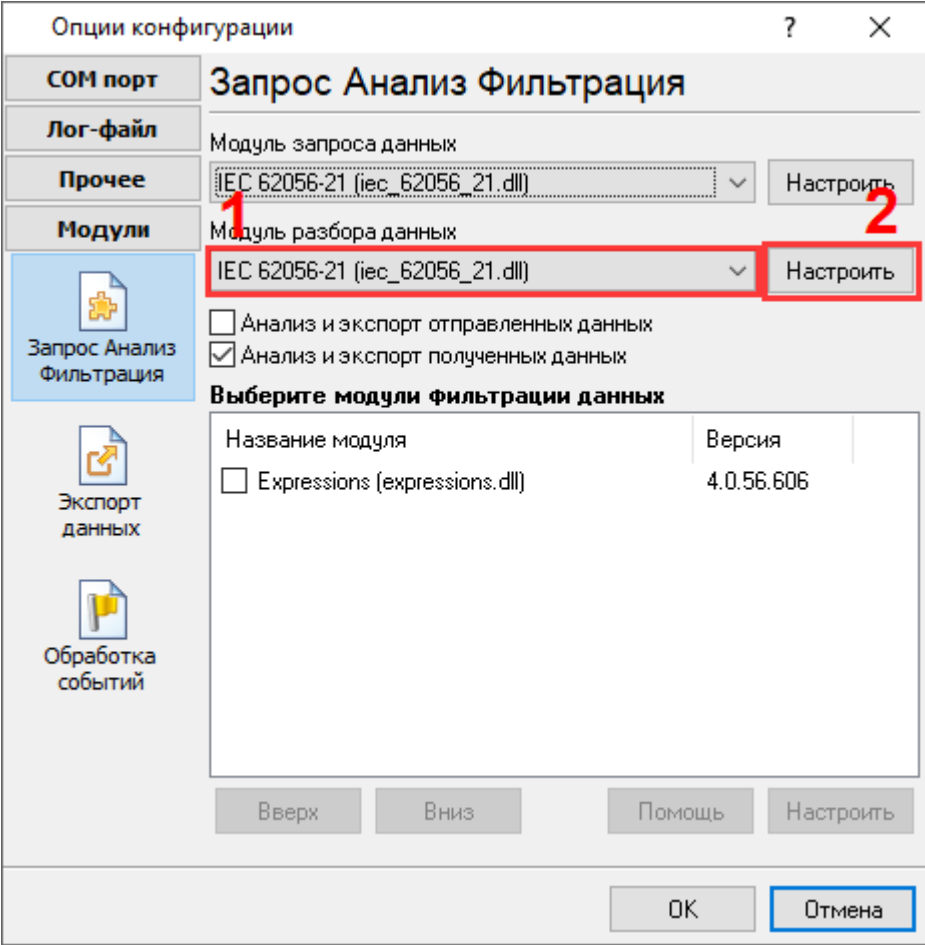 Опции конфигурации
?
COM порт
Лог-файл
Прочее
Модули
Запрос Анализ
Фильтрация
Экспорт
данных
Обработка
событий
Запрос Анализ Фильтрация
Модуль запроса данных
IEC 62056-21 (iec_62056_21.dll)
Настроить
1
2
Модуль разбора данных
IEC 62056-21 (iec_62056_21.dll)
Настроить
Анализ и экспорт отправленных данных
Анализ и экспорт полученных данных
Выберите модули фильтрации данных
Название модуля Версия
Expressions (expressions.dll) 4.0.56.606
Вверх Вниз Помощь Настроить
OK Отмена